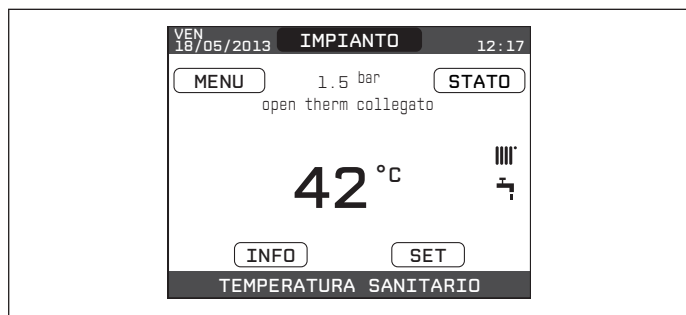 VEN
18/05/2013 IMPIANTO 12:17
MENU 1.5 bar STATO
open therm collegato
42 °C
INFO SET
TEMPERATURA SANITARIO